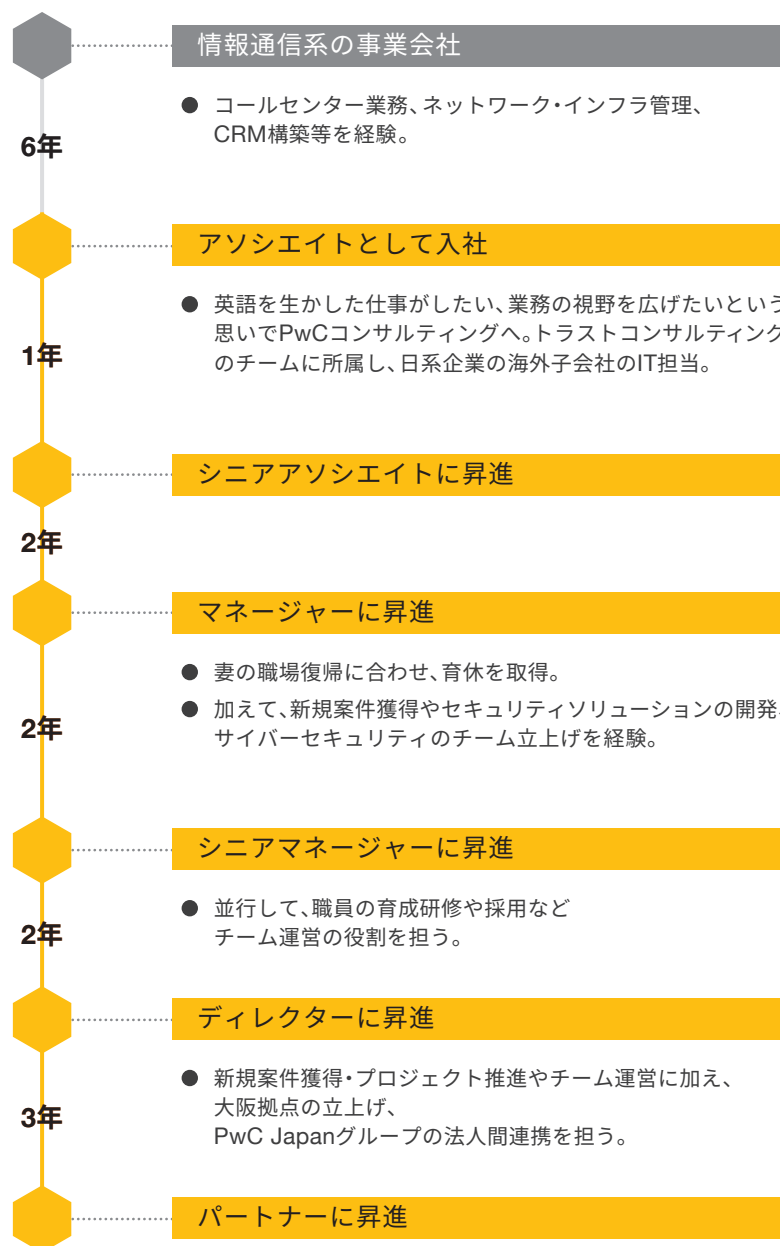 情報通信系の事業会社
● コールセンター業務、ネットワーク・インフラ管理、
CRM構築等を経験。
6年
アソシエイトとして入社
● 英語を生かした仕事がしたい、業務の視野を広げたいという
思いでPwCコンサルティングへ。トラストコンサルティング
のチームに所属し、日系企業の海外子会社のIT担当。
1年
シニアアソシエイトに昇進
2年
マネージャーに昇進
● 妻の職場復帰に合わせ、育休を取得。
● 加えて、新規案件獲得やセキュリティソリューションの開発、
サイバーセキュリティのチーム立上げを経験。
2年
シニアマネージャーに昇進
● 並行して、職員の育成研修や採用など
チーム運営の役割を担う。
2年
ディレクターに昇進
● 新規案件獲得・プロジェクト推進やチーム運営に加え、
大阪拠点の立上げ、
PwC Japanグループの法人間連携を担う。
3年
パートナーに昇進